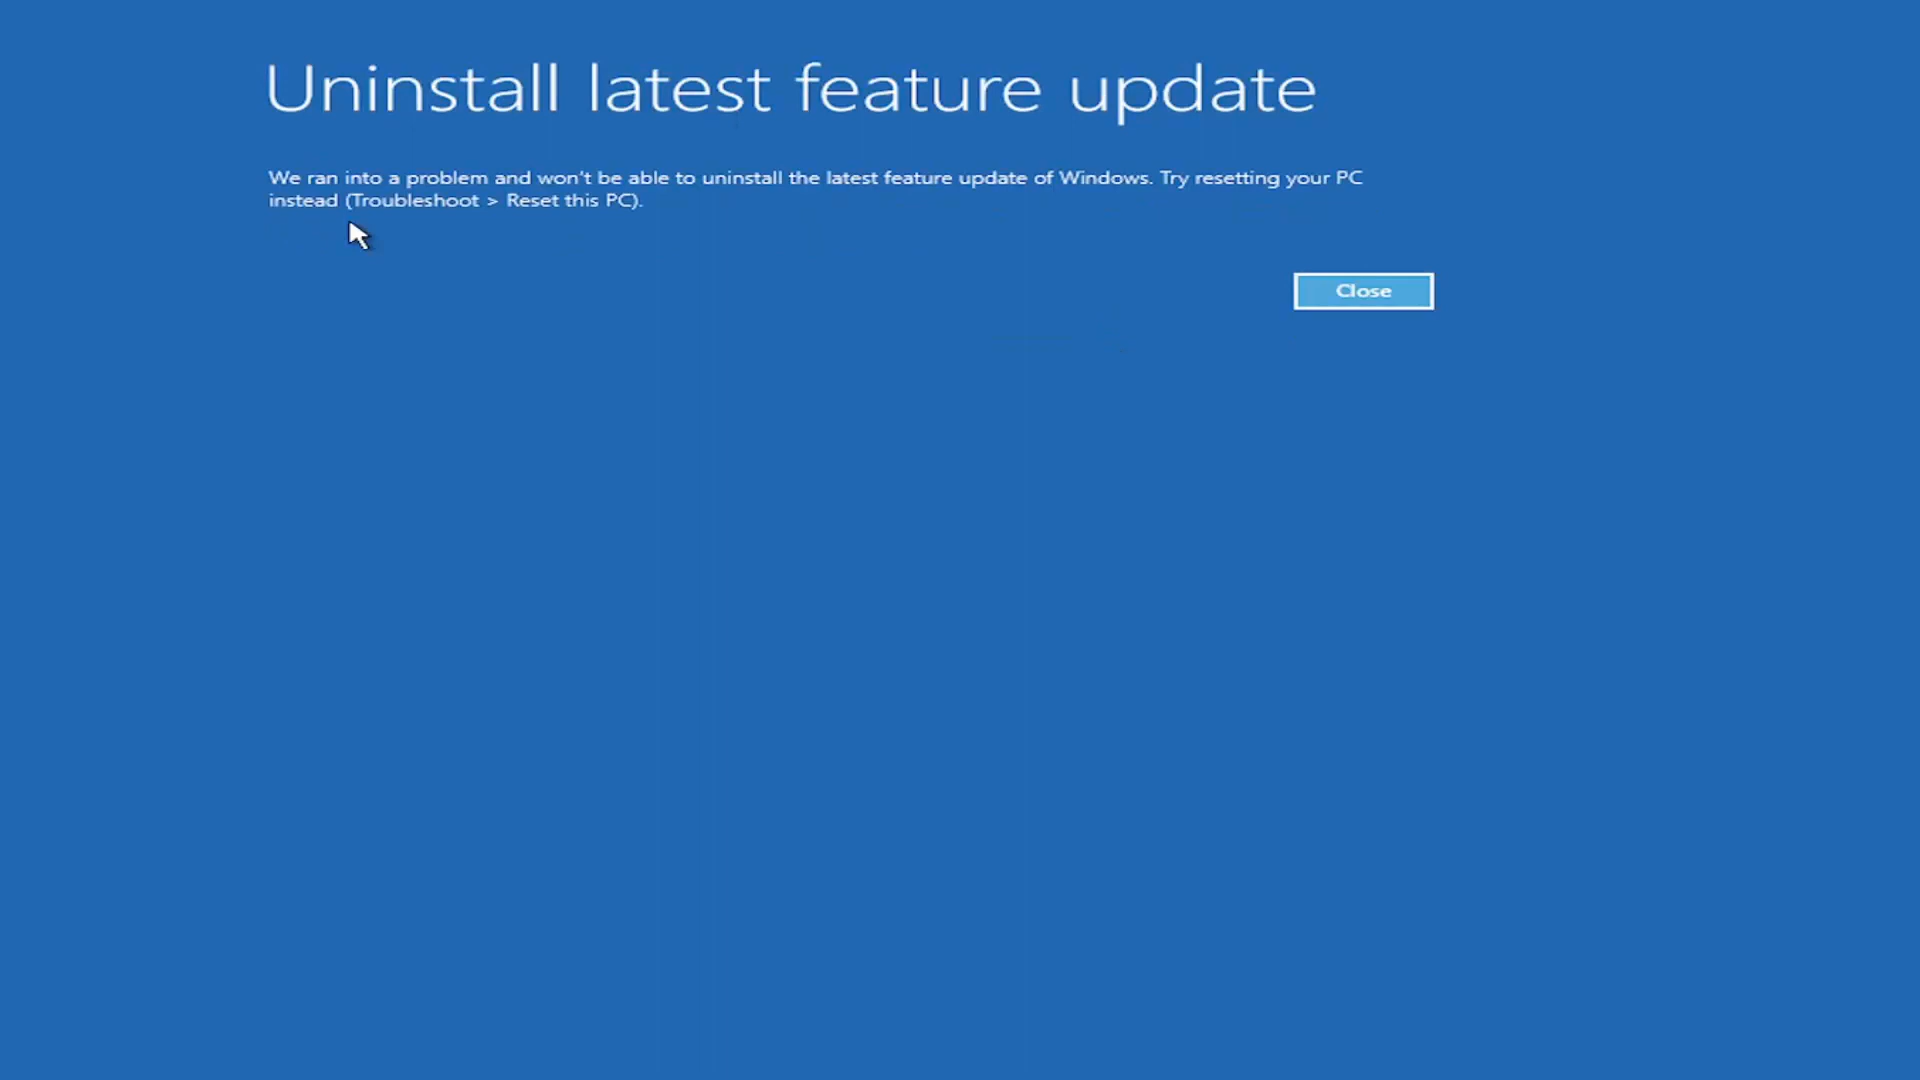 Uninstall latest feature update
We ran into a problem and won't be able to uninstall the latest feature update of Windows. Try resetting your PC
instead (Troubleshoot > Reset this PC).
Close